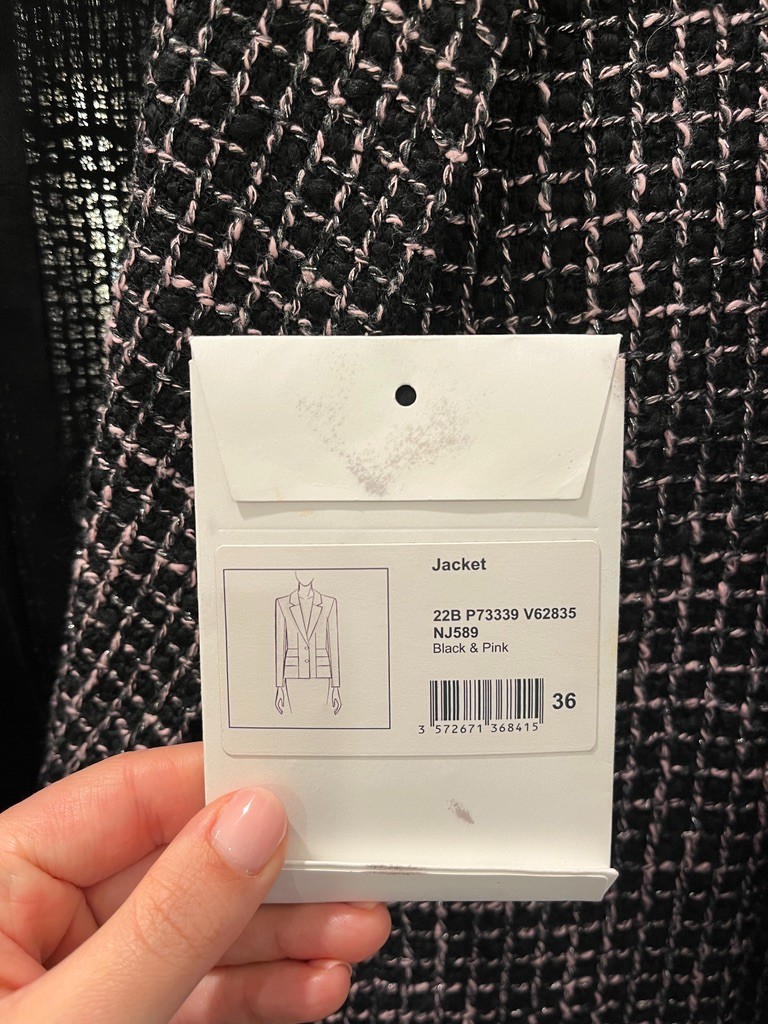 Jacket
22B P73339 V62835
NJ589
Black & Pink
36
3 572671 368415